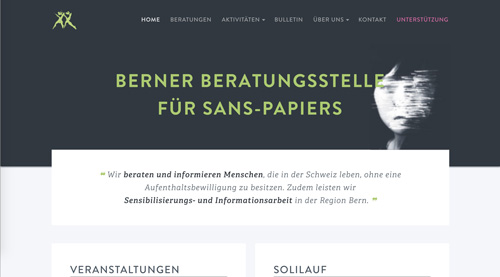 HOME BERATUNGEN AKTIVITÄTEN BULLETIN ÜBER UNS KONTAKT UNTERSTÜTZUNG
BERNER BERATUNGSSTELLE
FÜR SANS-PAPIERS
❝ Wir beraten und informieren Menschen, die in der Schweiz leben, ohne eine
Aufenthaltsbewilligung zu besitzen. Zudem leisten wir
Sensibilisierungs- und Informationsarbeit in der Region Bern. ❞
VERANSTALTUNGEN
SOLILAUF